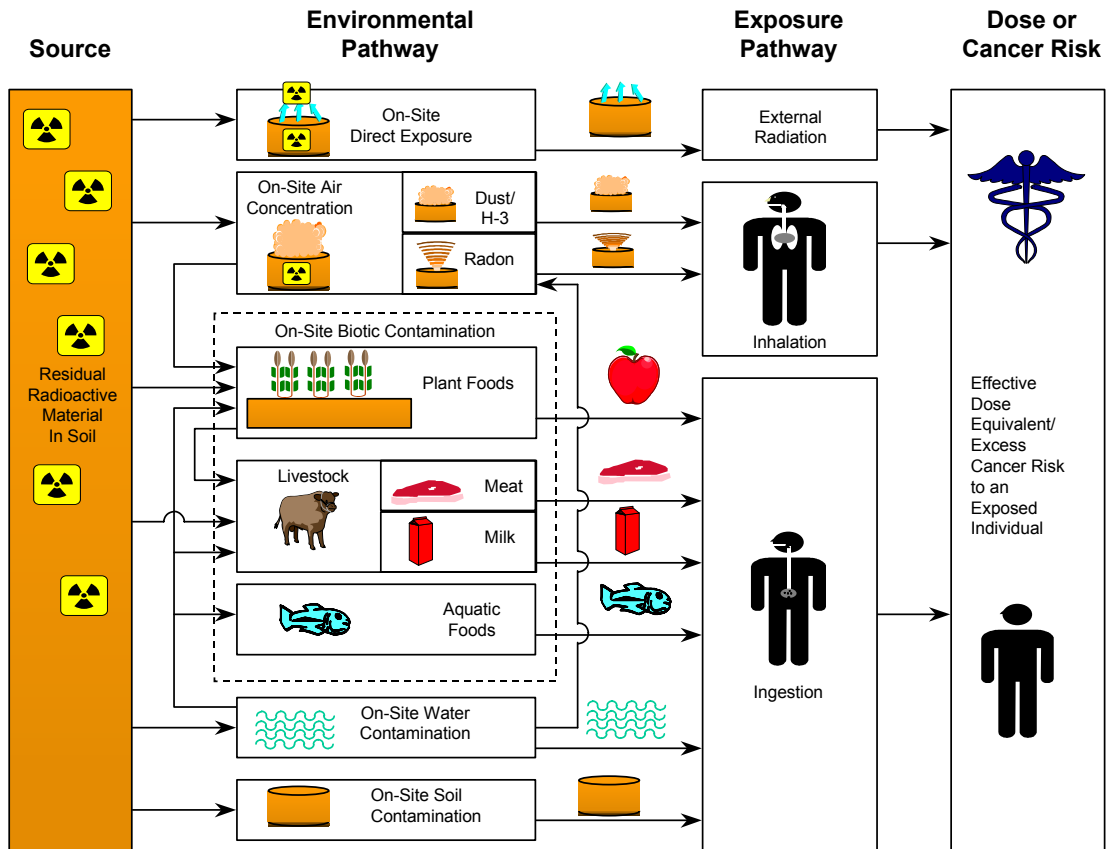 Source
Environmental
Pathway
Exposure
Pathway
Dose or
Cancer Risk
Residual
Radioactive
Material
In Soil
On-Site
Direct Exposure
On-Site Air
Concentration
Dust/
H-3
Radon
On-Site Biotic Contamination
Plant Foods
Livestock
Meat
Milk
Aquatic
Foods
On-Site Water
Contamination
On-Site Soil
Contamination
External
Radiation
Inhalation
Ingestion
Effective
Dose
Equivalent/
Excess
Cancer Risk
to an
Exposed
Individual